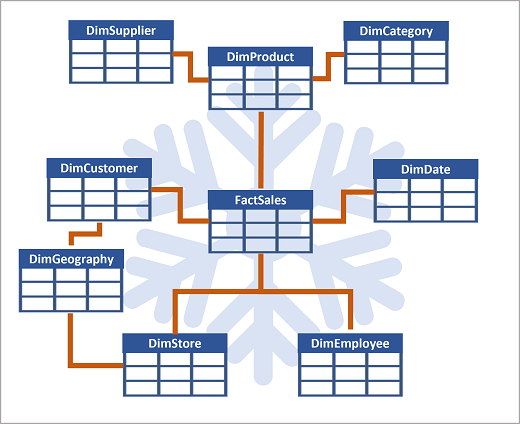 DimSupplier
DimProduct
DimCategory
DimCustomer
FactSales
DimDate
DimGeography
DimStore
DimEmployee